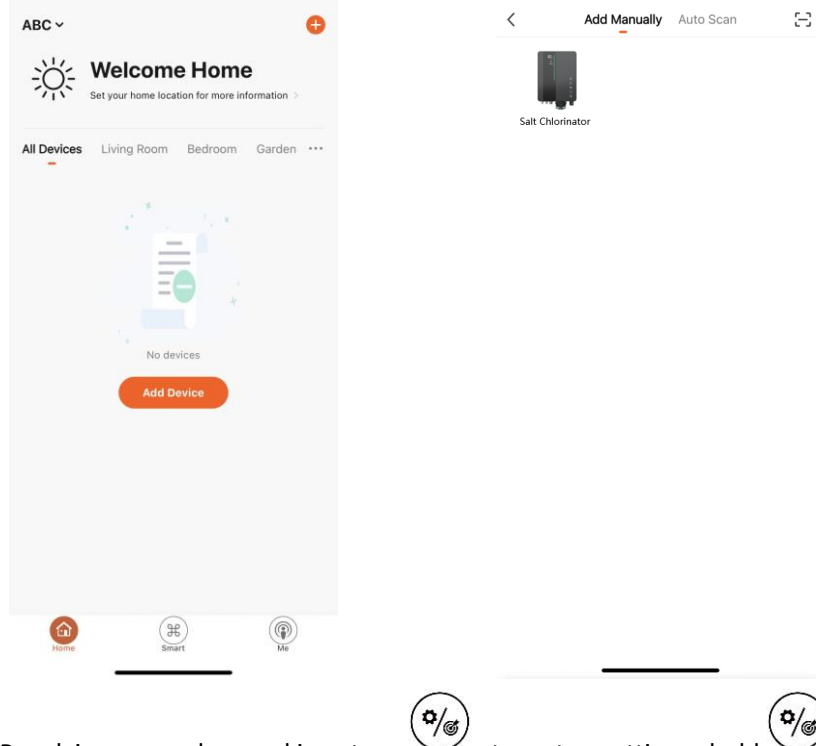 ABC
Welcome Home
Set your home location for more information
All Devices Living Room Bedroom Garden ...
No devices
Add Device
Home Smart Me
Add Manually Auto Scan
Salt Chlorinator